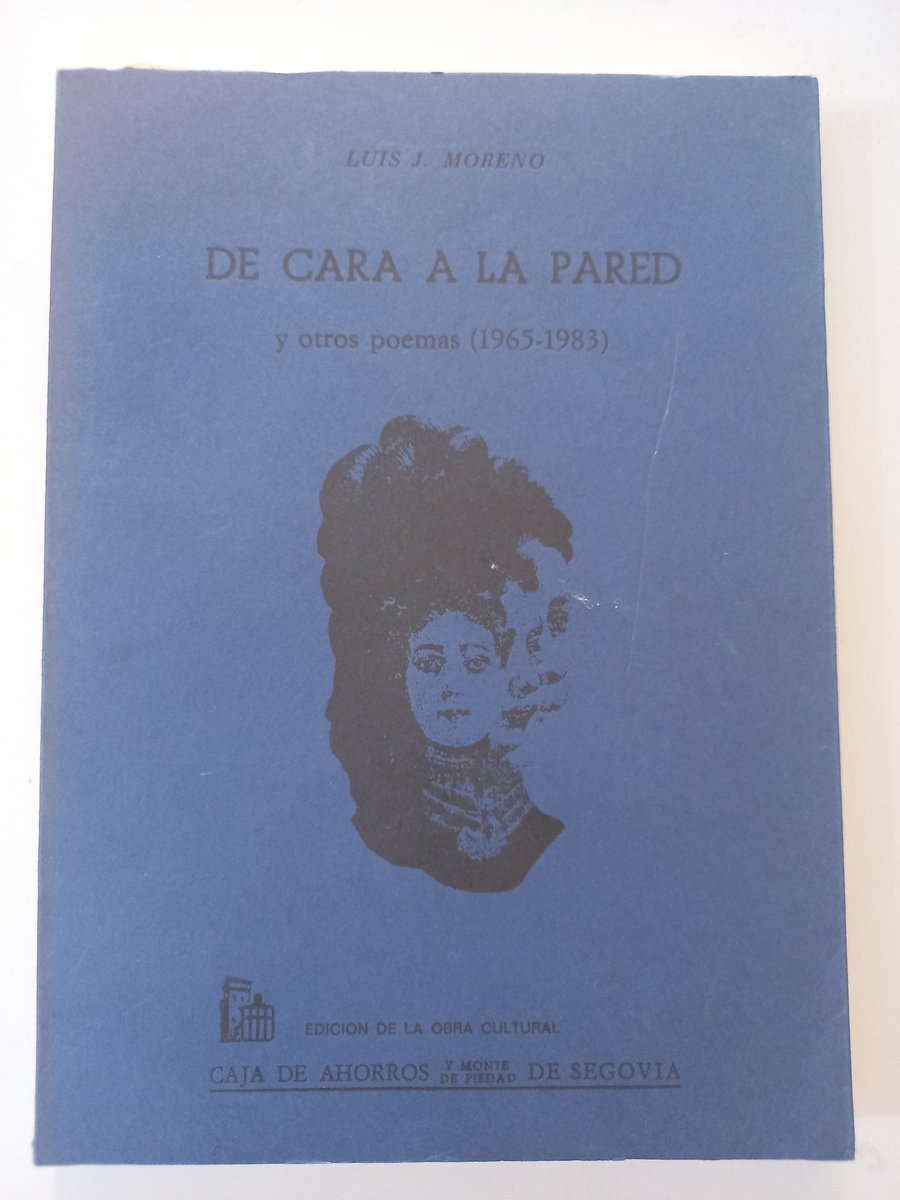 LUIS J. MORENO
DE CARA A LA PARED
y otros poemas (1965-1983)
EDICION DE LA OBRA CULTURAL
CAJA DE AHORROS Y MONTE DE PIEDAD DE SEGOVIA